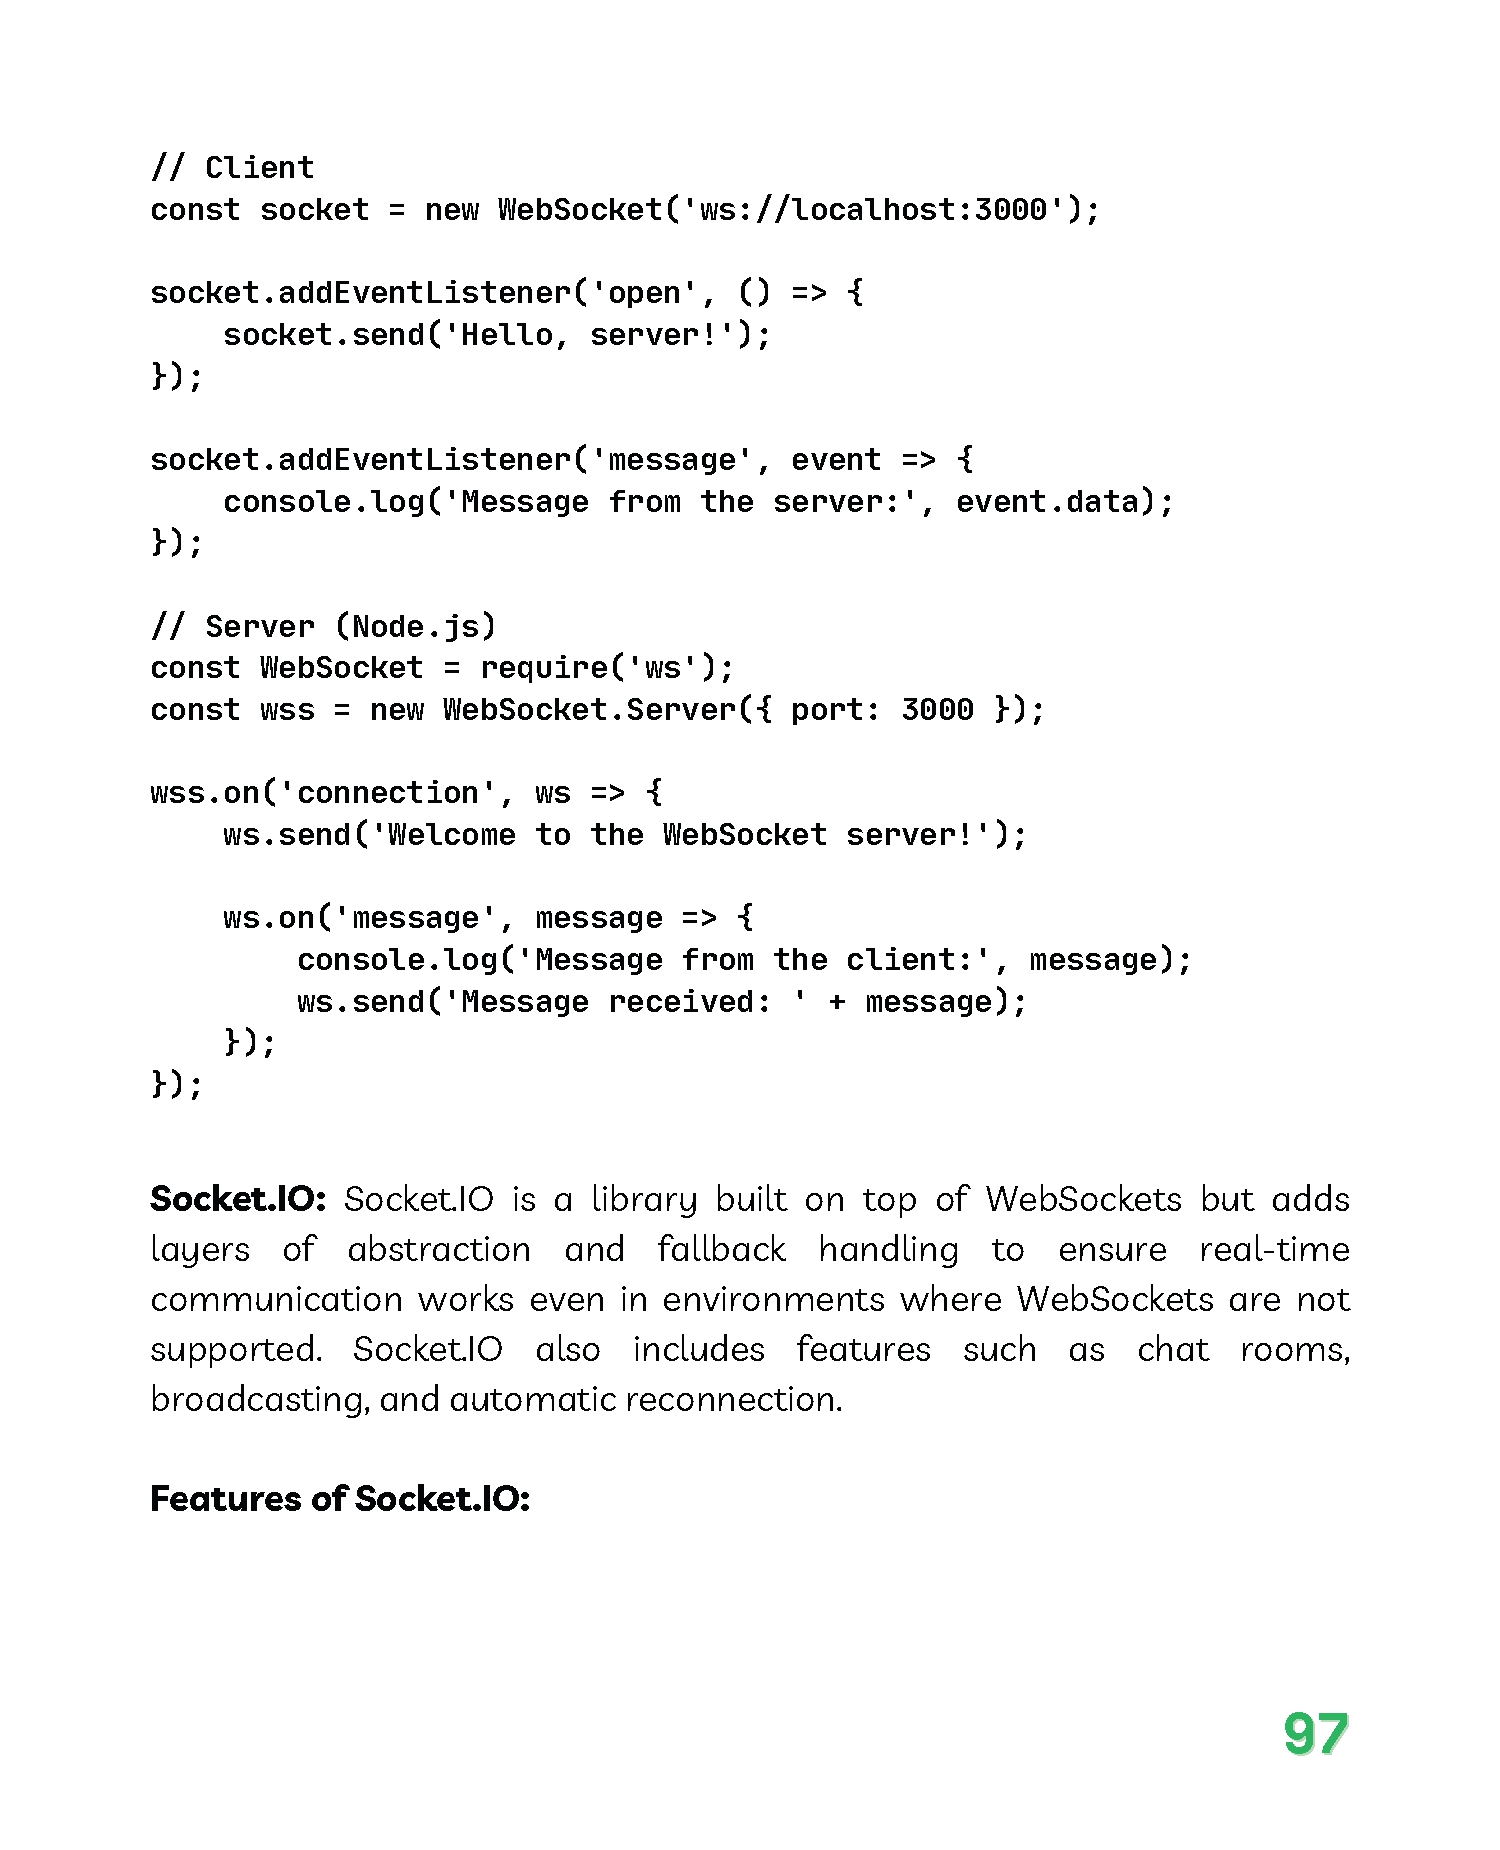 // Client
const socket = new WebSocket('ws://localhost:3000');

socket.addEventListener('open', () => {
    socket.send('Hello, server!');
});

socket.addEventListener('message', event => {
    console.log('Message from the server:', event.data);
});

// Server (Node.js)
const WebSocket = require('ws');
const wss = new WebSocket.Server({ port: 3000 });

wss.on('connection', ws => {
    ws.send('Welcome to the WebSocket server!');

    ws.on('message', message => {
        console.log('Message from the client:', message);
        ws.send('Message received: ' + message);
    });
});

Socket.IO: Socket.IO is a library built on top of WebSockets but adds
layers of abstraction and fallback handling to ensure real-time
communication works even in environments where WebSockets are not
supported. Socket.IO also includes features such as chat rooms,
broadcasting, and automatic reconnection.

Features of Socket.IO:

97